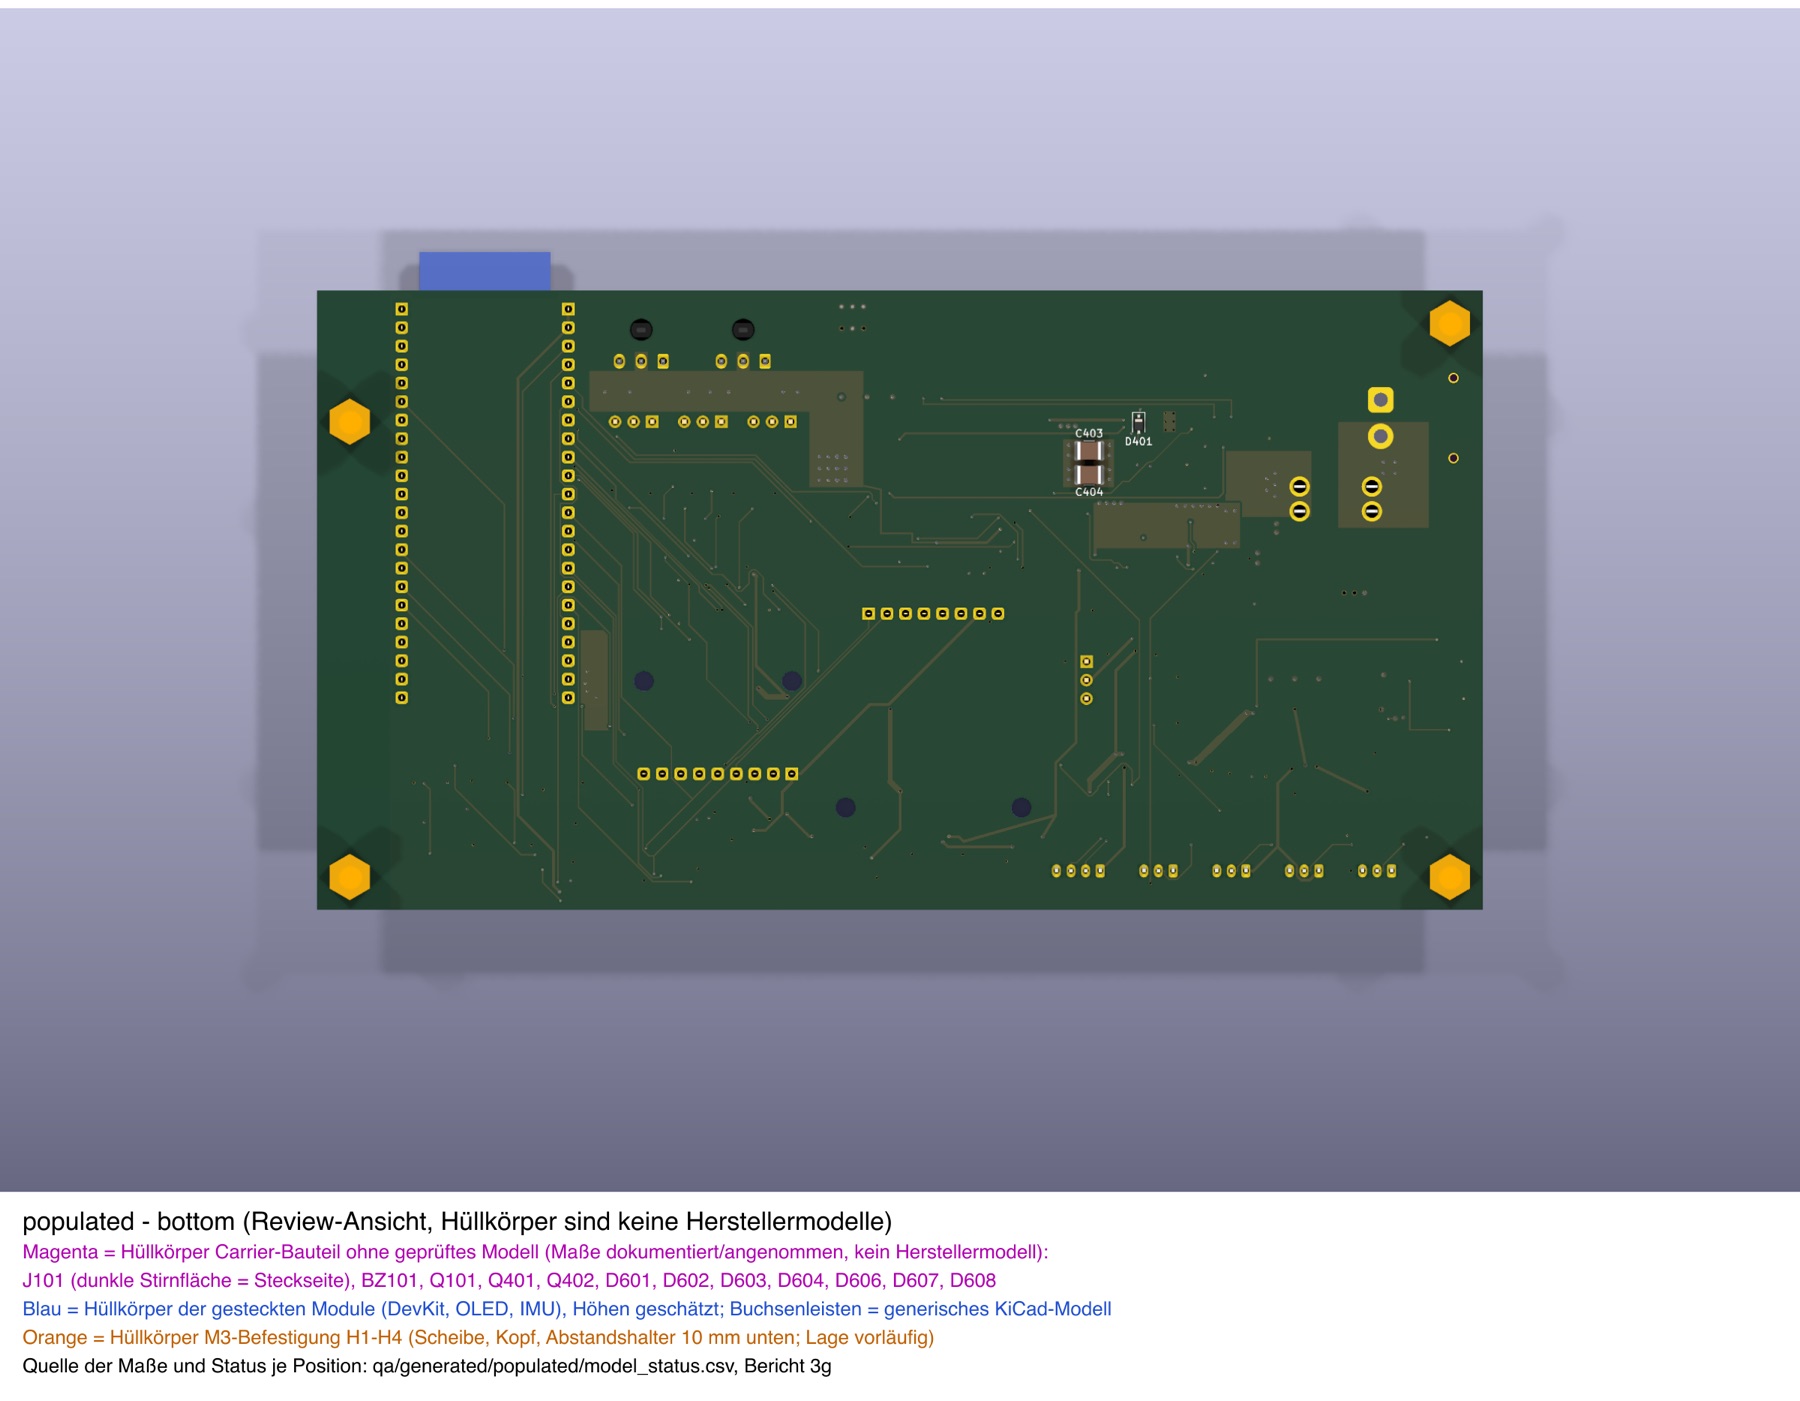 C403
D401
C404
populated - bottom (Review-Ansicht, Hüllkörper sind keine Herstellermodelle)
Magenta = Hüllkörper Carrier-Bauteil ohne geprüftes Modell (Maße dokumentiert/angenommen, kein Herstellermodell):
J101 (dunkle Stirnfläche = Steckseite), BZ101, Q101, Q401, Q402, D601, D602, D603, D604, D606, D607, D608
Blau = Hüllkörper der gesteckten Module (DevKit, OLED, IMU), Höhen geschätzt; Buchsenleisten = generisches KiCad-Modell
Orange = Hüllkörper M3-Befestigung H1-H4 (Scheibe, Kopf, Abstandshalter 10 mm unten; Lage vorläufig)
Quelle der Maße und Status je Position: qa/generated/populated/model_status.csv, Bericht 3g